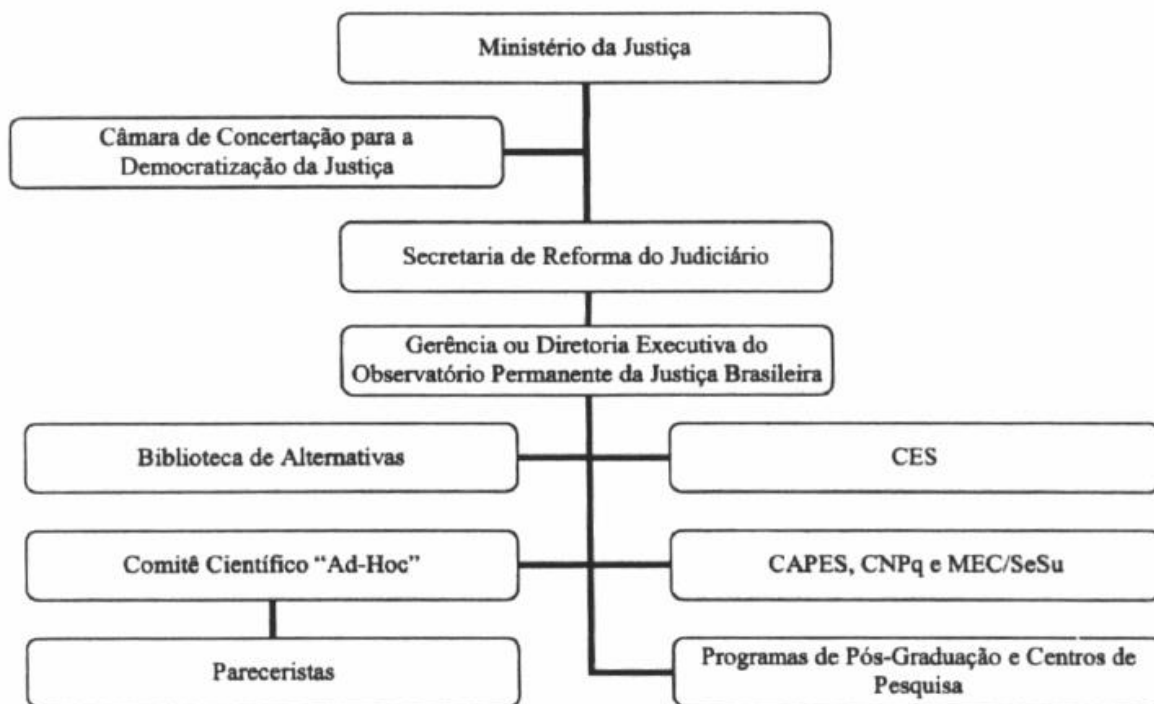 Ministério da Justiça
Câmara de Concertação para a
Democratização da Justiça
Secretaria de Reforma do Judiciário
Gerência ou Diretoria Executiva do
Observatório Permanente da Justiça Brasileira
Biblioteca de Alternativas
CES
Comitê Científico “Ad-Hoc”
CAPES, CNPq e MEC/SeSu
Pareceristas
Programas de Pós-Graduação e Centros de
Pesquisa